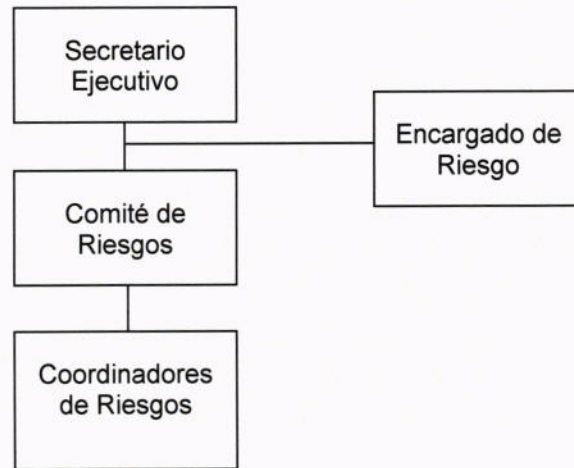 Secretario
Ejecutivo
Encargado de
Riesgo
Comité de
Riesgos
Coordinadores
de Riesgos